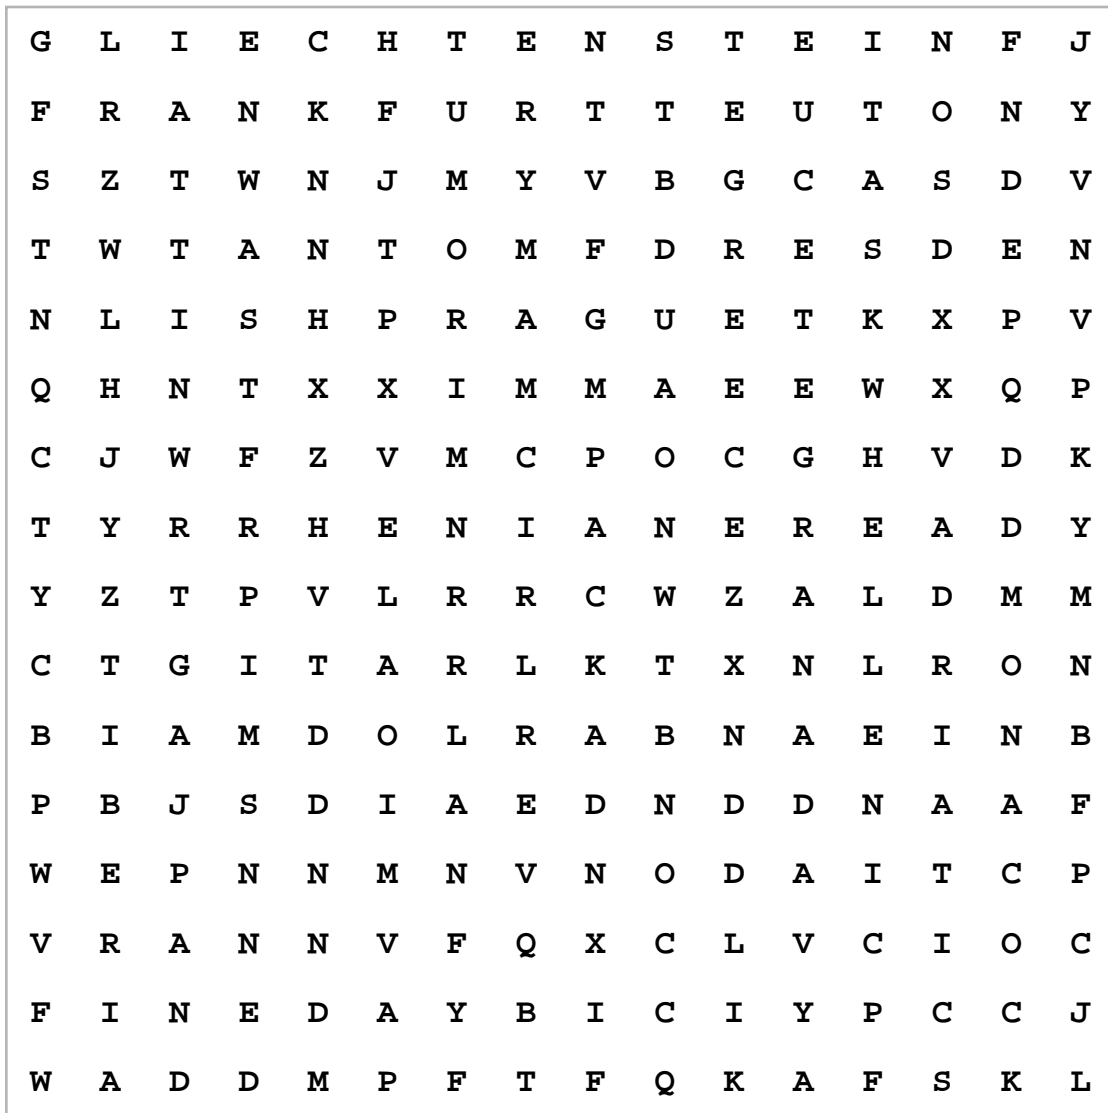 G L I E C H T E N S T E I N F J
F R A N K F U R T T E U T O N Y
S Z T W N J M Y V B G C A S D V
T W T A N T O M F D R E S D E N
N L I S H P R A G U E T K X P V
Q H N T X X I M M A E E W X Q P
C J W F Z V M C P O C G H V D K
T Y R R H E N I A N E R E A D Y
Y Z T P V L R R C W Z A L D M M
C T G I T A R L K T X N L R O N
B I A M D O L R A B N A E I N B
P B J S D I A E D N D D N A A F
W E P N N M N V N O D A I T C P
V R A N N V F Q X C L V C I O C
F I N E D A Y B I C I Y P C C J
W A D D M P F T F Q K A F S K L